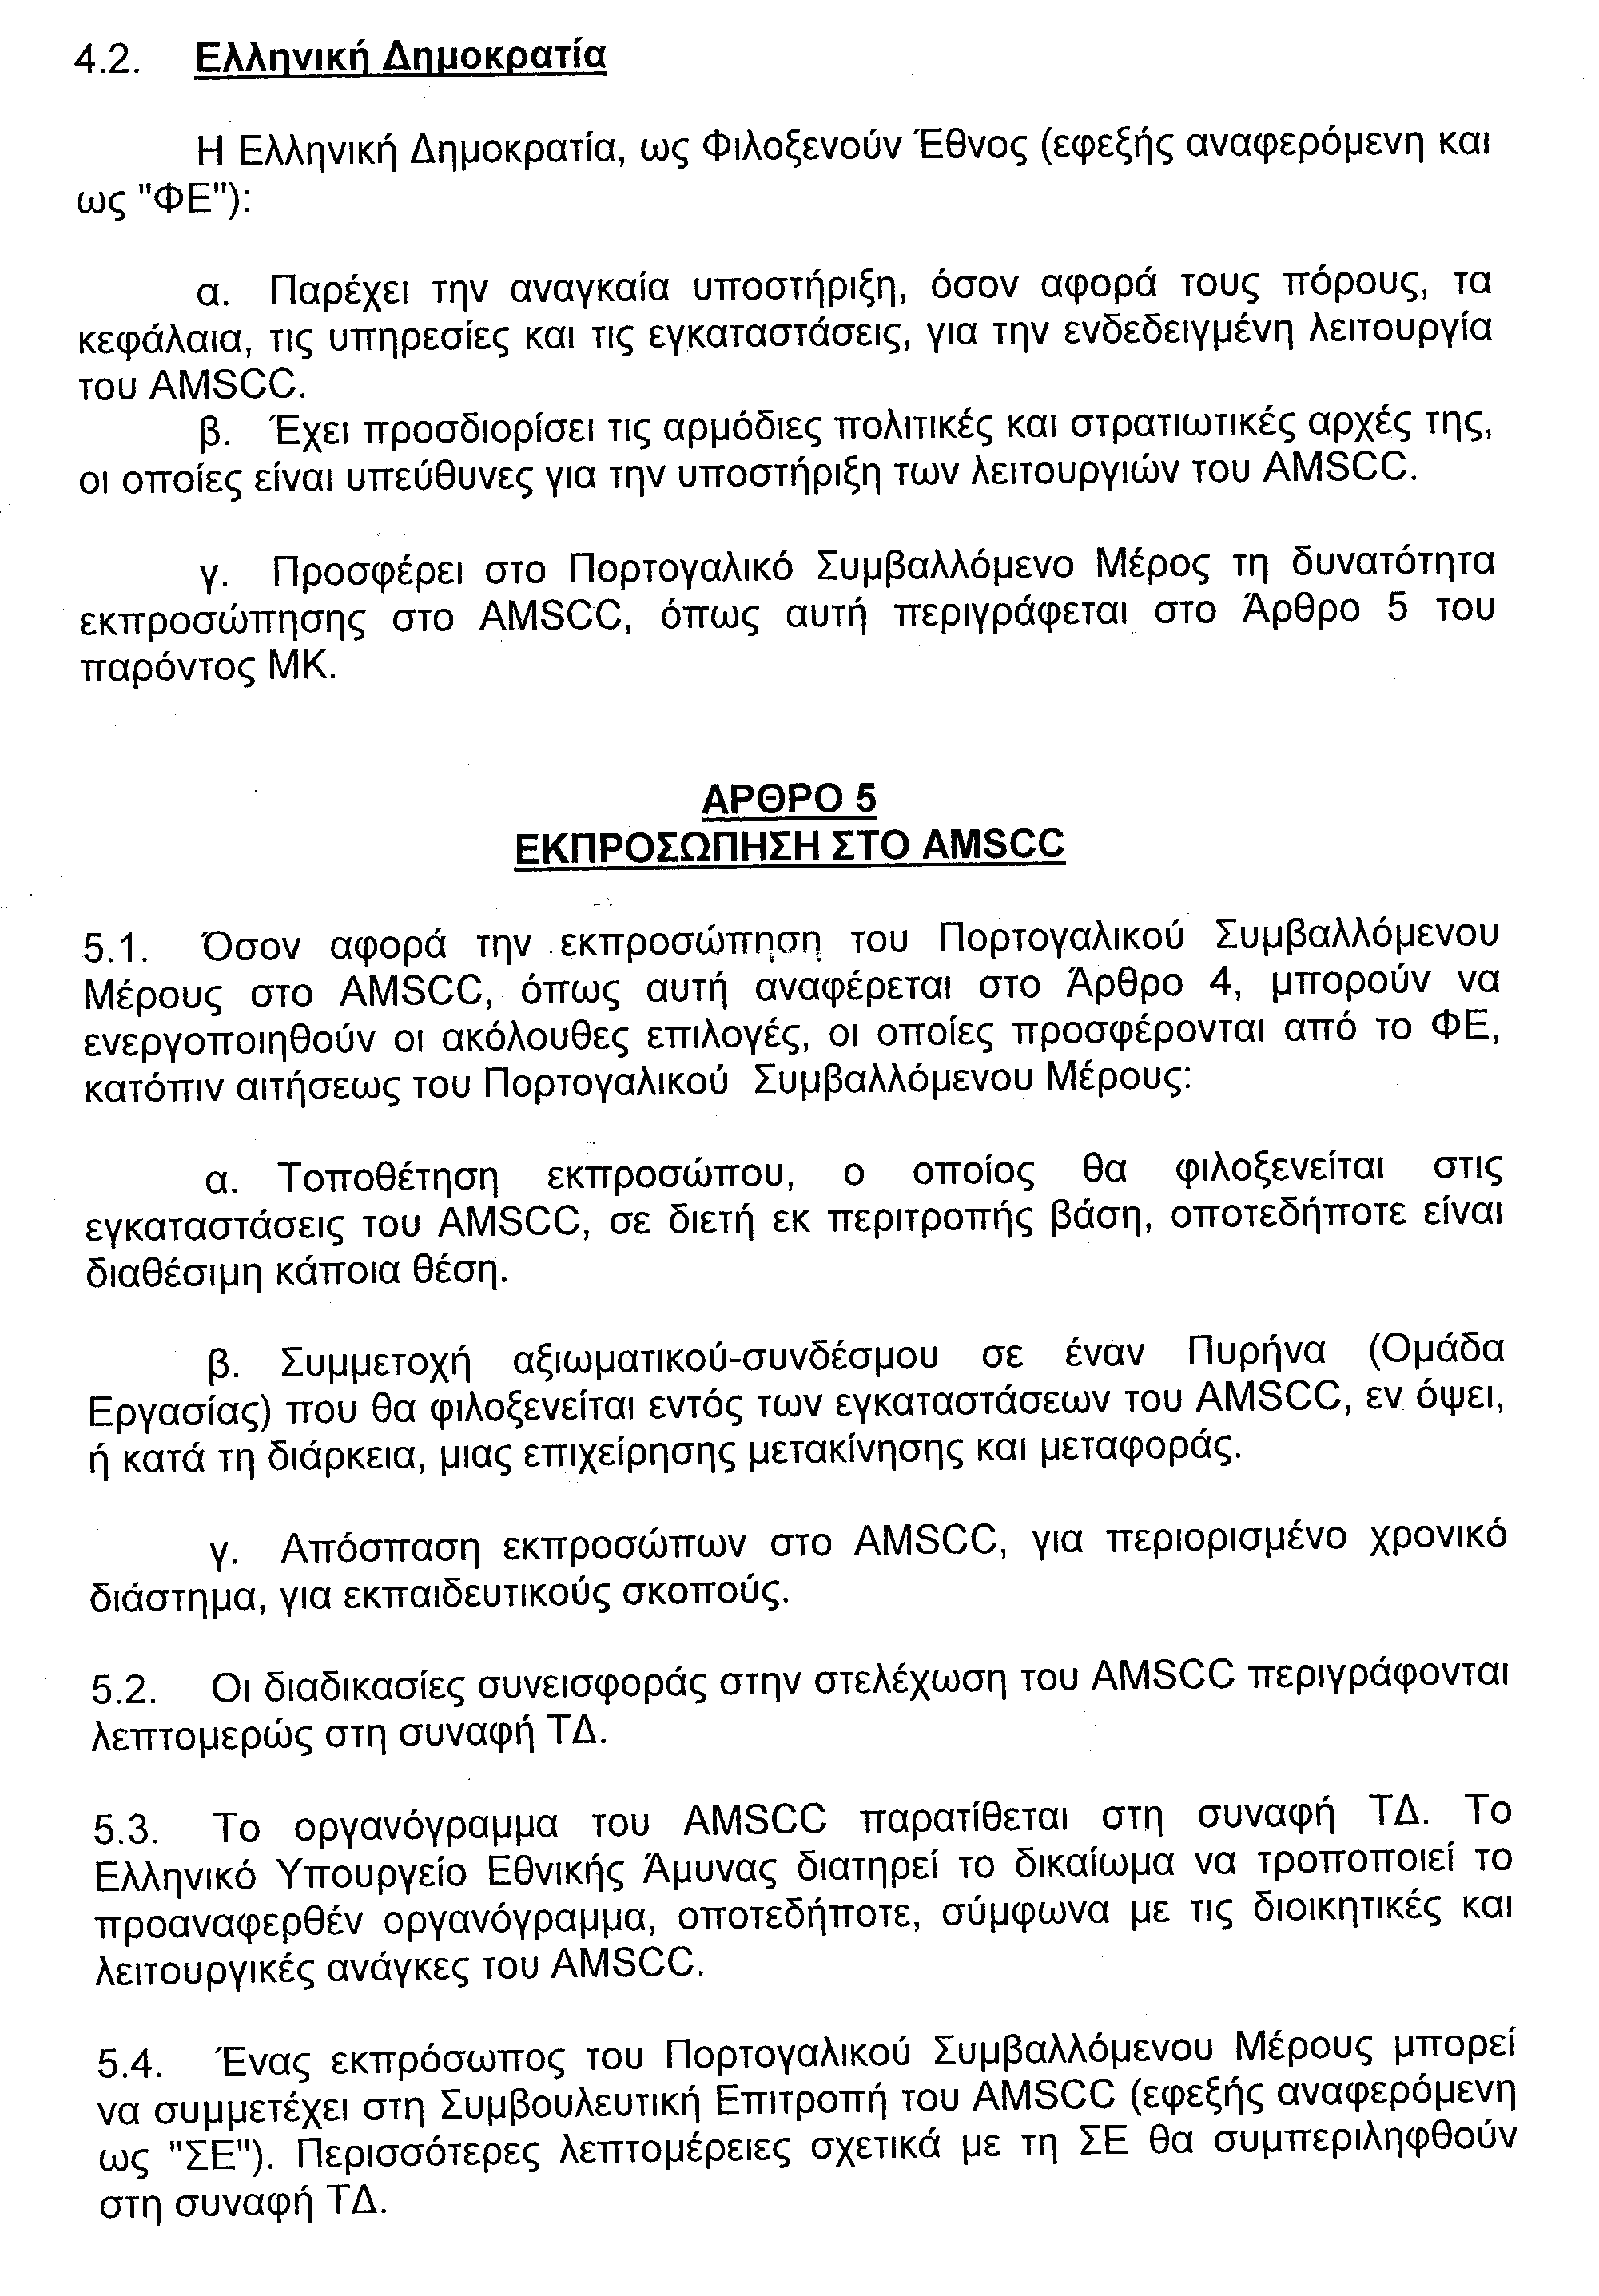 4.2. Ελληνική Δημοκρατία
Η Ελληνική Δημοκρατία, ως Φιλοξενούν Έθνος (εφεξής αναφερόμενη και
ως "ΦΕ"):
α. Παρέχει την αναγκαία υποστήριξη, όσον αφορά τους πόρους, τα
κεφάλαια, τις υπηρεσίες και τις εγκαταστάσεις, για την ενδεδειγμένη λειτουργία
του AMSCC.
β. Έχει προσδιορίσει τις αρμόδιες πολιτικές και στρατιωτικές αρχές της,
οι οποίες είναι υπεύθυνες για την υποστήριξη των λειτουργιών του AMSCC.
γ. Προσφέρει στο Πορτογαλικό Συμβαλλόμενο Μέρος τη δυνατότητα
εκπροσώπησης στο AMSCC, όπως αυτή περιγράφεται στο Άρθρο 5 του
παρόντος ΜΚ.
ΑΡΘΡΟ 5
ΕΚΠΡΟΣΩΠΗΣΗ ΣΤΟ AMSCC
5.1. Όσον αφορά την εκπροσώπηση του Πορτογαλικού Συμβαλλόμενου
Μέρους στο AMSCC, όπως αυτή αναφέρεται στο Άρθρο 4, μπορούν να
ενεργοποιηθούν οι ακόλουθες επιλογές, οι οποίες προσφέρονται από το ΦΕ,
κατόπιν αιτήσεως του Πορτογαλικού Συμβαλλόμενου Μέρους:
α. Τοποθέτηση εκπροσώπου, ο οποίος θα φιλοξενείται στις
εγκαταστάσεις του AMSCC, σε διετή εκ περιτροπής βάση, οποτεδήποτε είναι
διαθέσιμη κάποια θέση.
β. Συμμετοχή αξιωματικού-συνδέσμου σε έναν Πυρήνα (Ομάδα
Εργασίας) που θα φιλοξενείται εντός των εγκαταστάσεων του AMSCC, εν όψει,
ή κατά τη διάρκεια, μιας επιχείρησης μετακίνησης και μεταφοράς.
γ. Απόσπαση εκπροσώπων στο AMSCC, για περιορισμένο χρονικό
διάστημα, για εκπαιδευτικούς σκοπούς.
5.2. Οι διαδικασίες συνεισφοράς στην στελέχωση του AMSCC περιγράφονται
λεπτομερώς στη συναφή ΤΔ.
5.3. Το οργανόγραμμα του AMSCC παρατίθεται στη συναφή ΤΔ. Το
Ελληνικό Υπουργείο Εθνικής Άμυνας διατηρεί το δικαίωμα να τροποποιεί το
προαναφερθέν οργανόγραμμα, οποτεδήποτε, σύμφωνα με τις διοικητικές και
λειτουργικές ανάγκες του AMSCC.
5.4. Ένας εκπρόσωπος του Πορτογαλικού Συμβαλλόμενου Μέρους μπορεί
να συμμετέχει στη Συμβουλευτική Επιτροπή του AMSCC (εφεξής αναφερόμενη
ως "ΣΕ"). Περισσότερες λεπτομέρειες σχετικά με τη ΣΕ θα συμπεριληφθούν
στη συναφή ΤΔ.